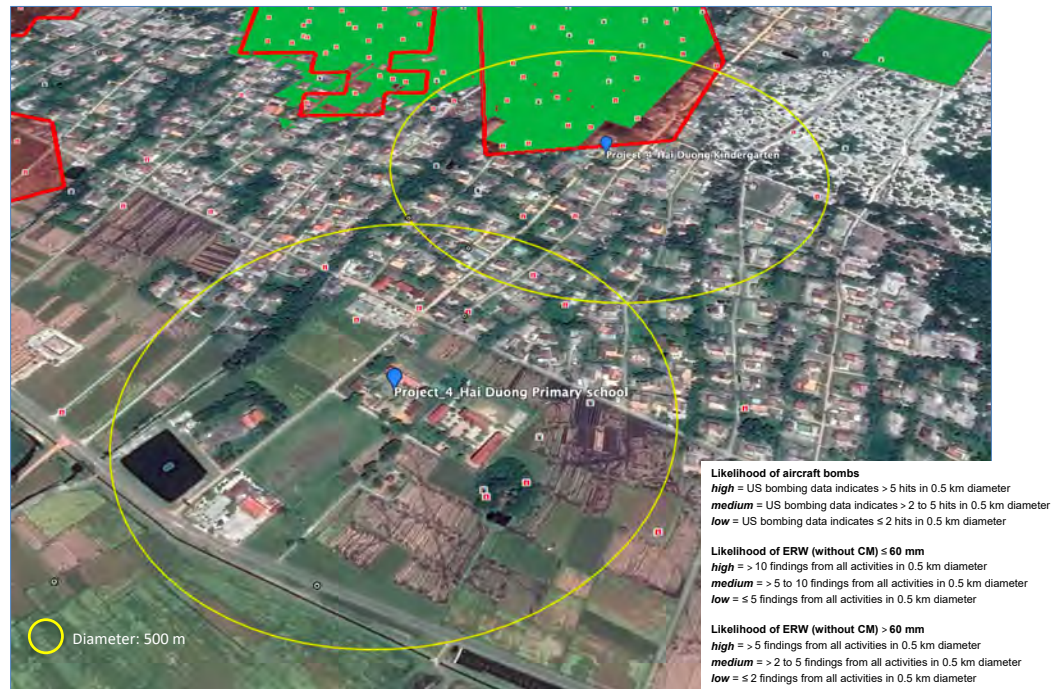 Project_4_Hai Duong Kindergarten
Project_4_Hai Duong Primary school
Diameter: 500 m
Likelihood of aircraft bombs
high = US bombing data indicates > 5 hits in 0.5 km diameter
medium = US bombing data indicates > 2 to 5 hits in 0.5 km diameter
low = US bombing data indicates ≤ 2 hits in 0.5 km diameter
Likelihood of ERW (without CM) ≤ 60 mm
high = > 10 findings from all activities in 0.5 km diameter
medium = > 5 to 10 findings from all activities in 0.5 km diameter
low = ≤ 5 findings from all activities in 0.5 km diameter
Likelihood of ERW (without CM) > 60 mm
high = > 5 findings from all activities in 0.5 km diameter
medium = > 2 to 5 findings from all activities in 0.5 km diameter
low = ≤ 2 findings from all activities in 0.5 km diameter